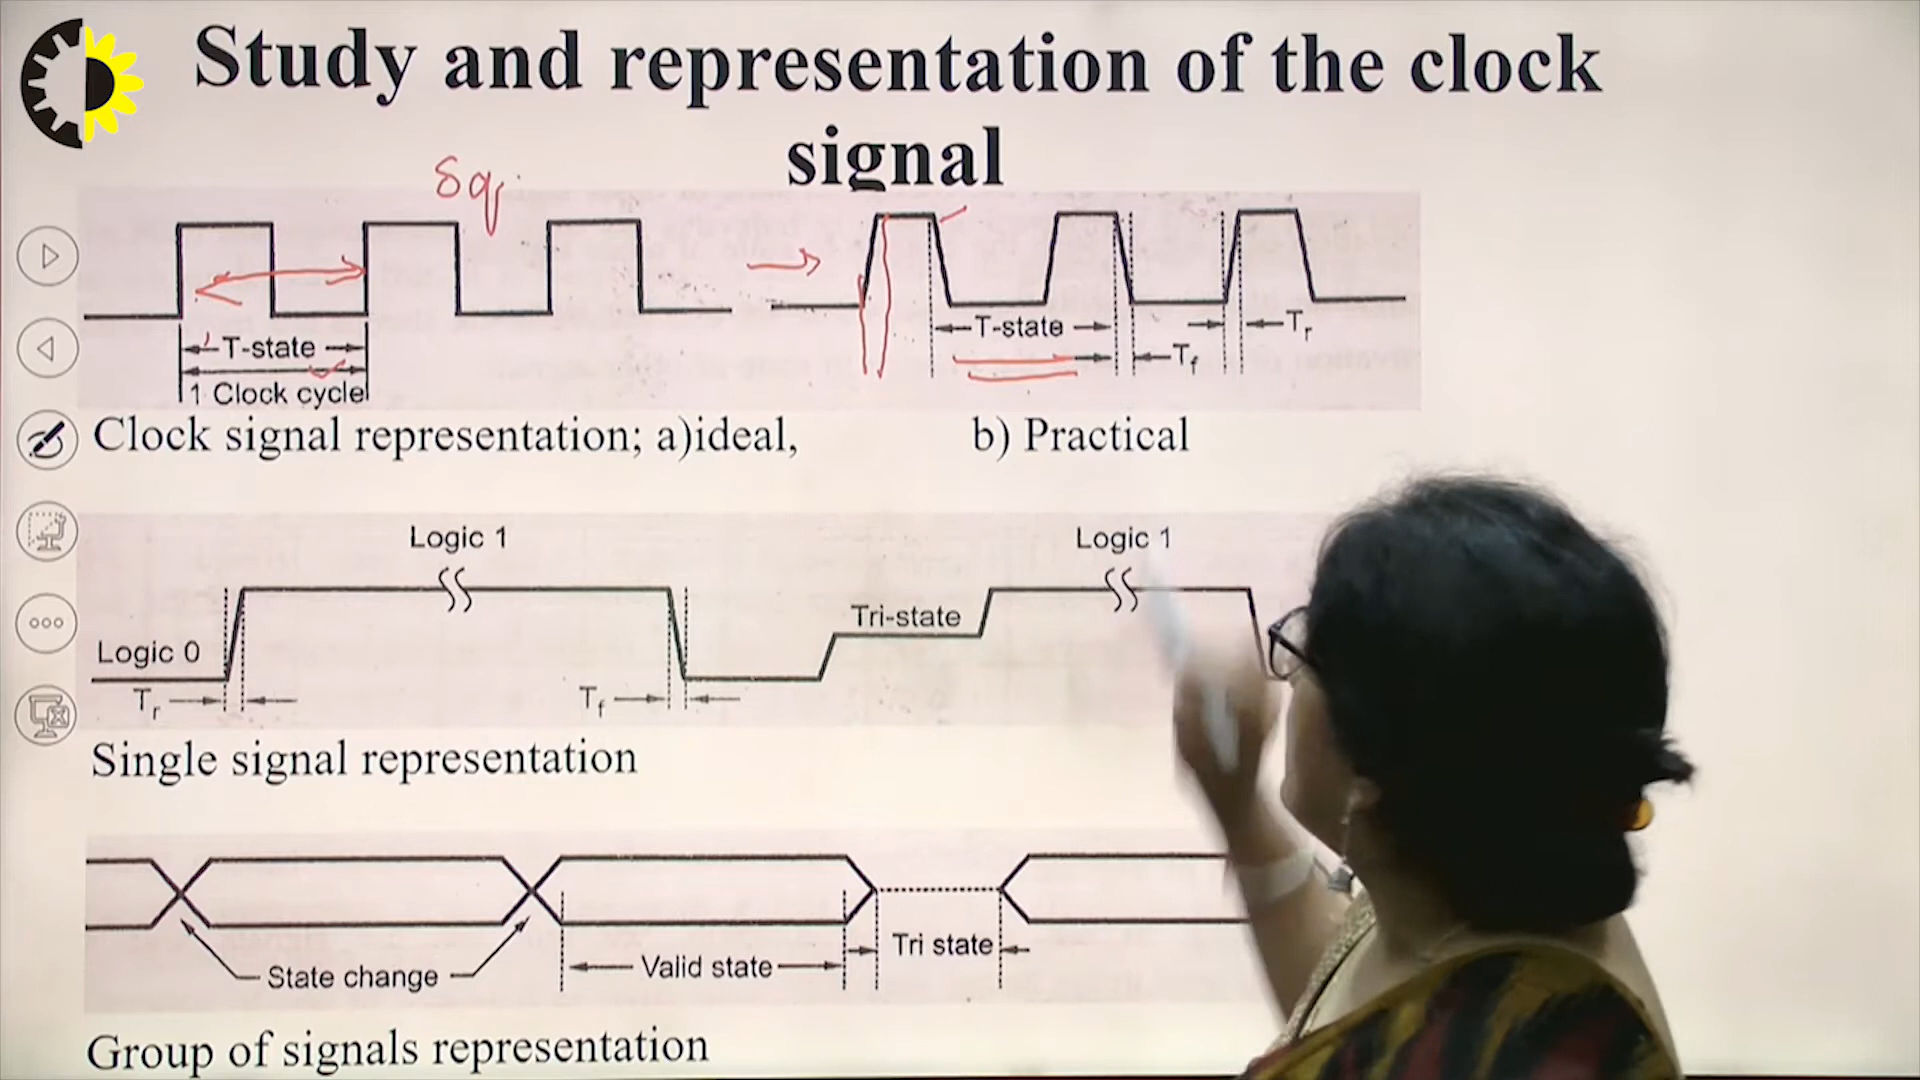 Study and representation of the clock
signal
Sq
T-state
1 Clock cycle
T-state
Tr
Tf
Clock signal representation; a)ideal, b) Practical
Logic 1
Logic 1
Tri-state
Logic 0
Tr
Tf
Single signal representation
State change
Valid state
Tri state
Group of signals representation